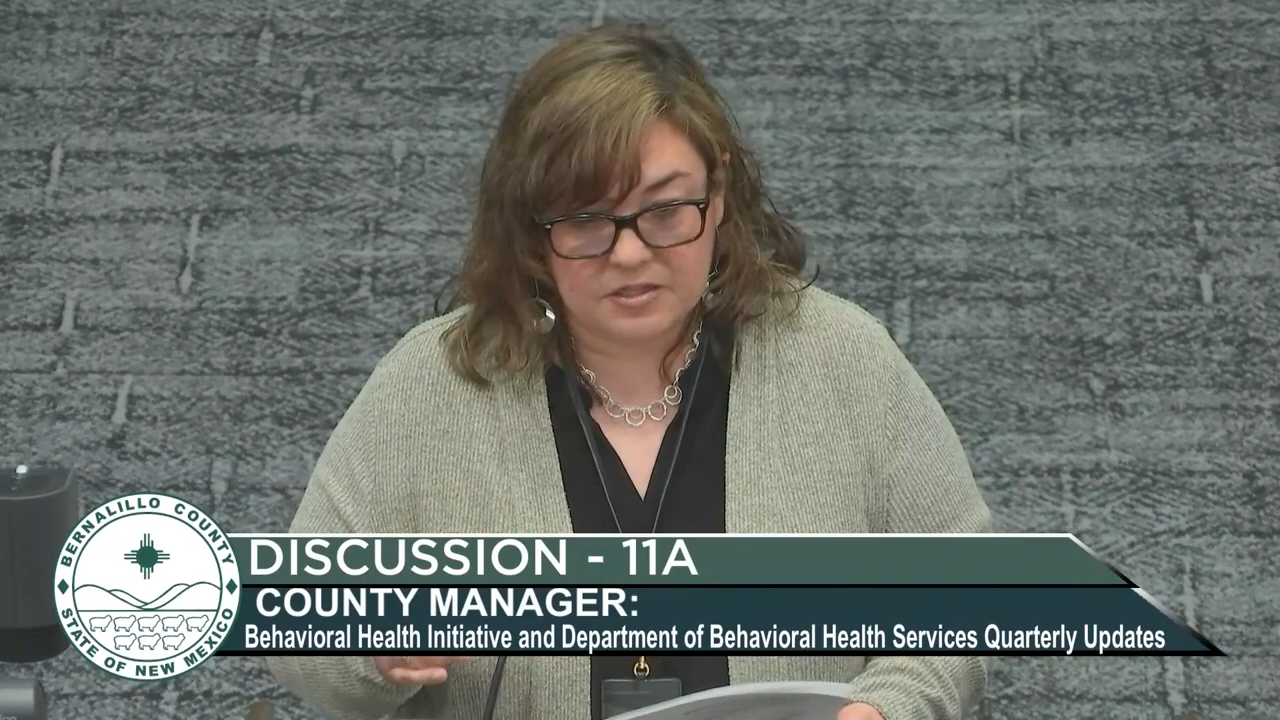 BERNALILLO COUNTY
STATE OF NEW MEXICO
DISCUSSION - 11A
COUNTY MANAGER:
Behavioral Health Initiative and Department of Behavioral Health Services Quarterly Updates